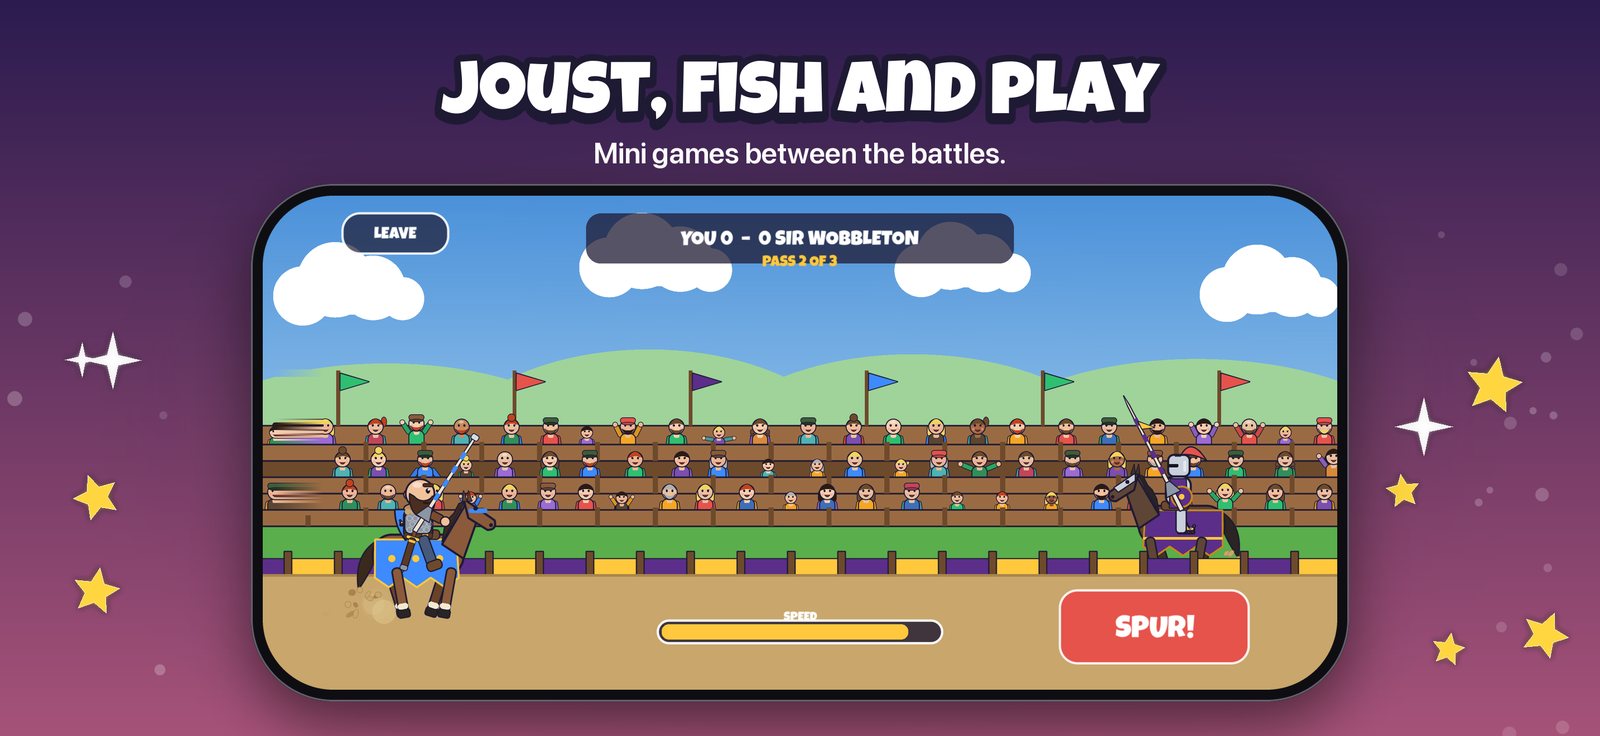 JOUST, FISH AND PLAY
Mini games between the battles.
LEAVE
YOU 0 - 0 SIR WOBBLETON
PASS 2 OF 3
SPEED
SPUR!